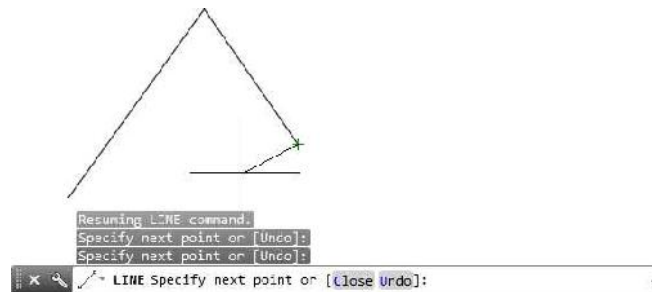 Resuming LINE command.
Specify next point or [Undo]:
Specify next point or [Undo]:
LINE Specify next point or [Close Undo]: